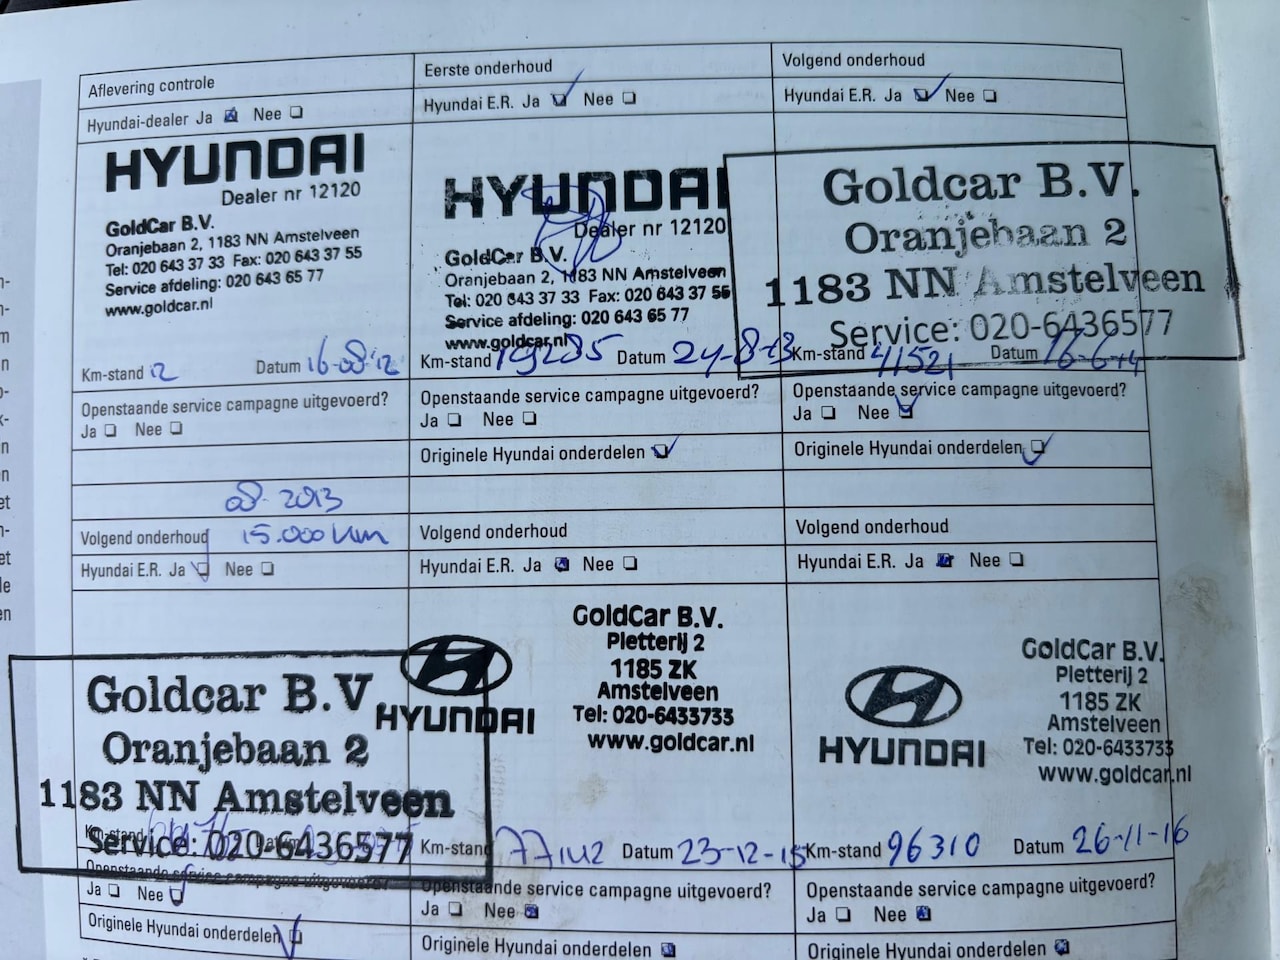 Aflevering controle
Hyundai-dealer Ja Nee
HYUNDAI
Dealer nr 12120
GoldCar B.V.
Oranjebaan 2, 1183 NN Amstelveen
Tel: 020 643 37 33 Fax: 020 643 37 55
Service afdeling: 020 643 65 77
www.goldcar.nl
Km-stand 12 Datum 16-08-'12
Openstaande service campagne uitgevoerd?
Ja Nee
08-2013
15.000 km
Eerste onderhoud
Hyundai E.R. Ja Nee
HYUNDAI
Dealer nr 12120
GoldCar B.V.
Oranjebaan 2, 1183 NN Amstelveen
Tel: 020 643 37 33 Fax: 020 643 37 55
Service afdeling: 020 643 65 77
www.goldcar.nl
Km-stand 19285 Datum 27-8-13
Openstaande service campagne uitgevoerd?
Ja Nee
Originele Hyundai onderdelen
Volgend onderhoud
Hyundai E.R. Ja Nee
Goldcar B.V.
Oranjebaan 2
1183 NN Amstelveen
Service: 020-6436577
Km-stand 41521 Datum 16-6-14
Openstaande service campagne uitgevoerd?
Ja Nee
Originele Hyundai onderdelen
Volgend onderhoud
Hyundai E.R. Ja Nee
Goldcar B.V
Oranjebaan 2
1183 NN Amstelveen
Service: 020-6436577
Km-stand
Openstaande service campagne uitgevoerd?
Ja Nee
Originele Hyundai onderdelen
Volgend onderhoud
Hyundai E.R. Ja Nee
HYUNDAI
GoldCar B.V.
Pletterij 2
1185 ZK
Amstelveen
Tel: 020-6433733
www.goldcar.nl
Km-stand 77142 Datum 23-12-15
Openstaande service campagne uitgevoerd?
Ja Nee
Originele Hyundai onderdelen
Volgend onderhoud
Hyundai E.R. Ja Nee
HYUNDAI
GoldCar B.V.
Pletterij 2
1185 ZK
Amstelveen
Tel: 020-6433733
www.goldcar.nl
Km-stand 96310 Datum 26-11-16
Openstaande service campagne uitgevoerd?
Ja Nee
Originele Hyundai onderdelen